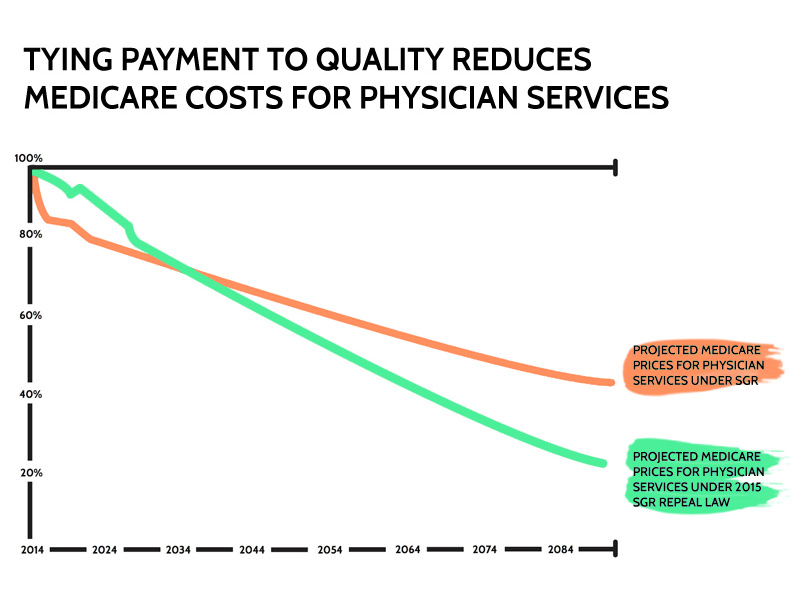 TYING PAYMENT TO QUALITY REDUCES
MEDICARE COSTS FOR PHYSICIAN SERVICES
100%
80%
60%
40%
20%
PROJECTED MEDICARE
PRICES FOR PHYSICIAN
SERVICES UNDER SGR
PROJECTED MEDICARE
PRICES FOR PHYSICIAN
SERVICES UNDER 2015
SGR REPEAL LAW
2014 2024 2034 2044 2054 2064 2074 2084